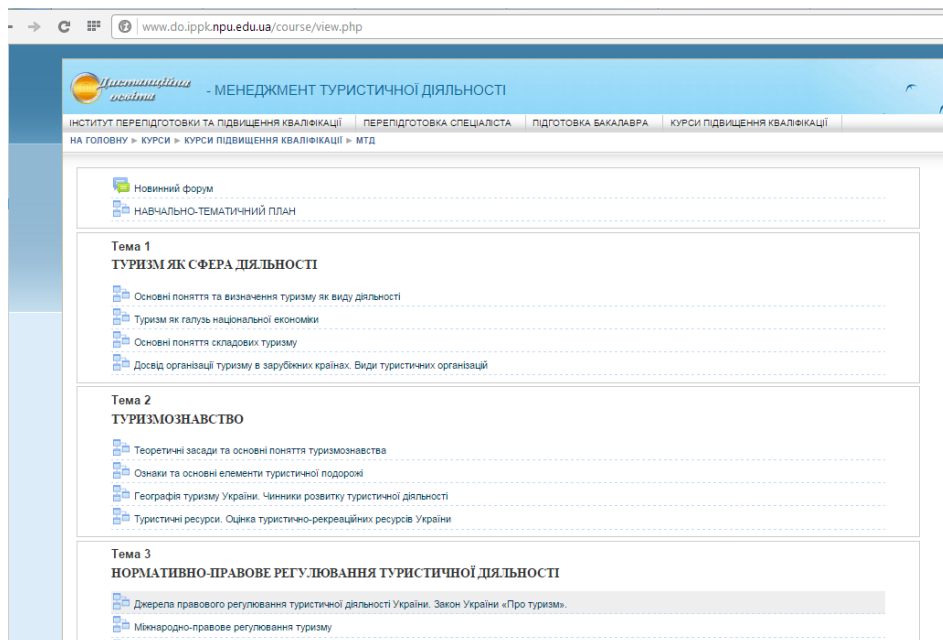 www.do.ippk.npu.edu.ua/course/view.php
Дистанційна
освіта
- МЕНЕДЖМЕНТ ТУРИСТИЧНОЇ ДІЯЛЬНОСТІ
ІНСТИТУТ ПЕРЕПІДГОТОВКИ ТА ПІДВИЩЕННЯ КВАЛІФІКАЦІЇ ПЕРЕПІДГОТОВКА СПЕЦІАЛІСТА ПІДГОТОВКА БАКАЛАВРА КУРСИ ПІДВИЩЕННЯ КВАЛІФІКАЦІЇ
НА ГОЛОВНУ ► КУРСИ ► КУРСИ ПІДВИЩЕННЯ КВАЛІФІКАЦІЇ ► МТД
Новинний форум
НАВЧАЛЬНО-ТЕМАТИЧНИЙ ПЛАН
Тема 1
ТУРИЗМ ЯК СФЕРА ДІЯЛЬНОСТІ
Основні поняття та визначення туризму як виду діяльності
Туризм як галузь національної економіки
Основні поняття складових туризму
Досвід організації туризму в зарубіжних країнах. Види туристичних організацій
Тема 2
ТУРИЗМОЗНАВСТВО
Теоретичні засади та основні поняття туризмознавства
Ознаки та основні елементи туристичної подорожі
Географія туризму України. Чинники розвитку туристичної діяльності
Туристичні ресурси. Оцінка туристично-рекреаційних ресурсів України
Тема 3
НОРМАТИВНО-ПРАВОВЕ РЕГУЛЮВАННЯ ТУРИСТИЧНОЇ ДІЯЛЬНОСТІ
Джерела правового регулювання туристичної діяльності України. Закон України «Про туризм».
Міжнародно-правове регулювання туризму